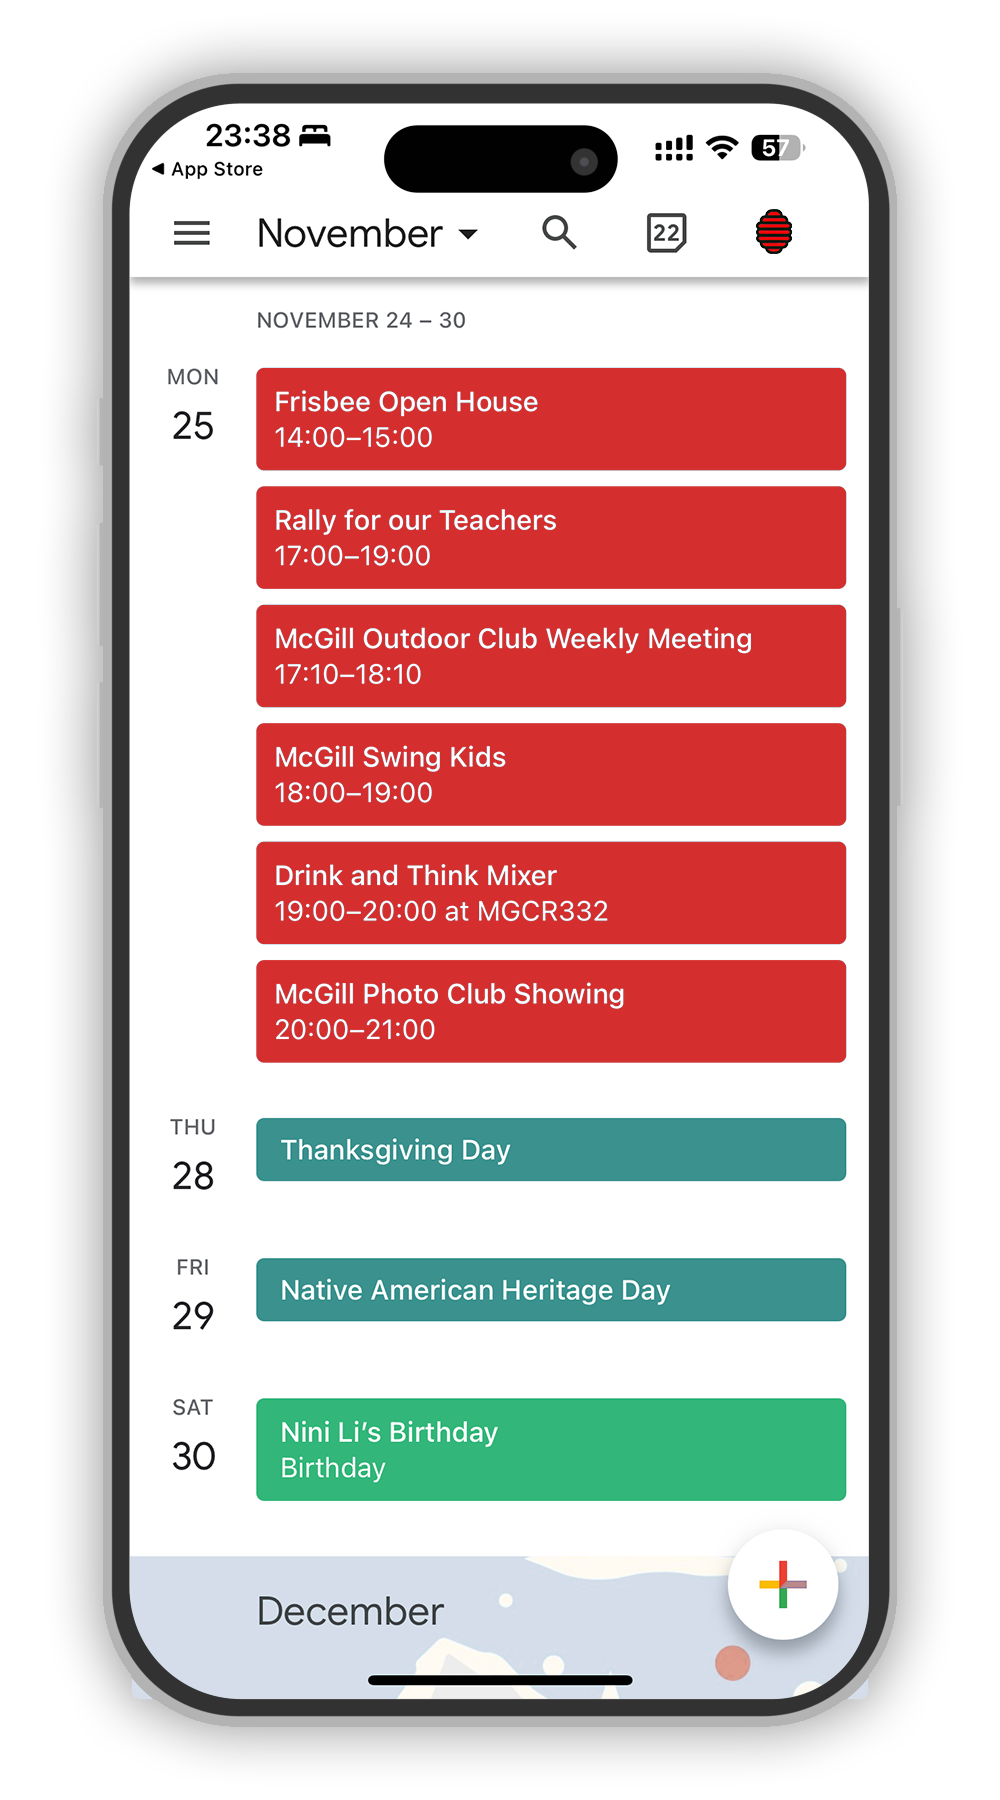 23:38
57
◀ App Store
November
22
NOVEMBER 24 – 30
MON
25
Frisbee Open House
14:00–15:00
Rally for our Teachers
17:00–19:00
McGill Outdoor Club Weekly Meeting
17:10–18:10
McGill Swing Kids
18:00–19:00
Drink and Think Mixer
19:00–20:00 at MGCR332
McGill Photo Club Showing
20:00–21:00
THU
28
Thanksgiving Day
FRI
29
Native American Heritage Day
SAT
30
Nini Li’s Birthday
Birthday
December